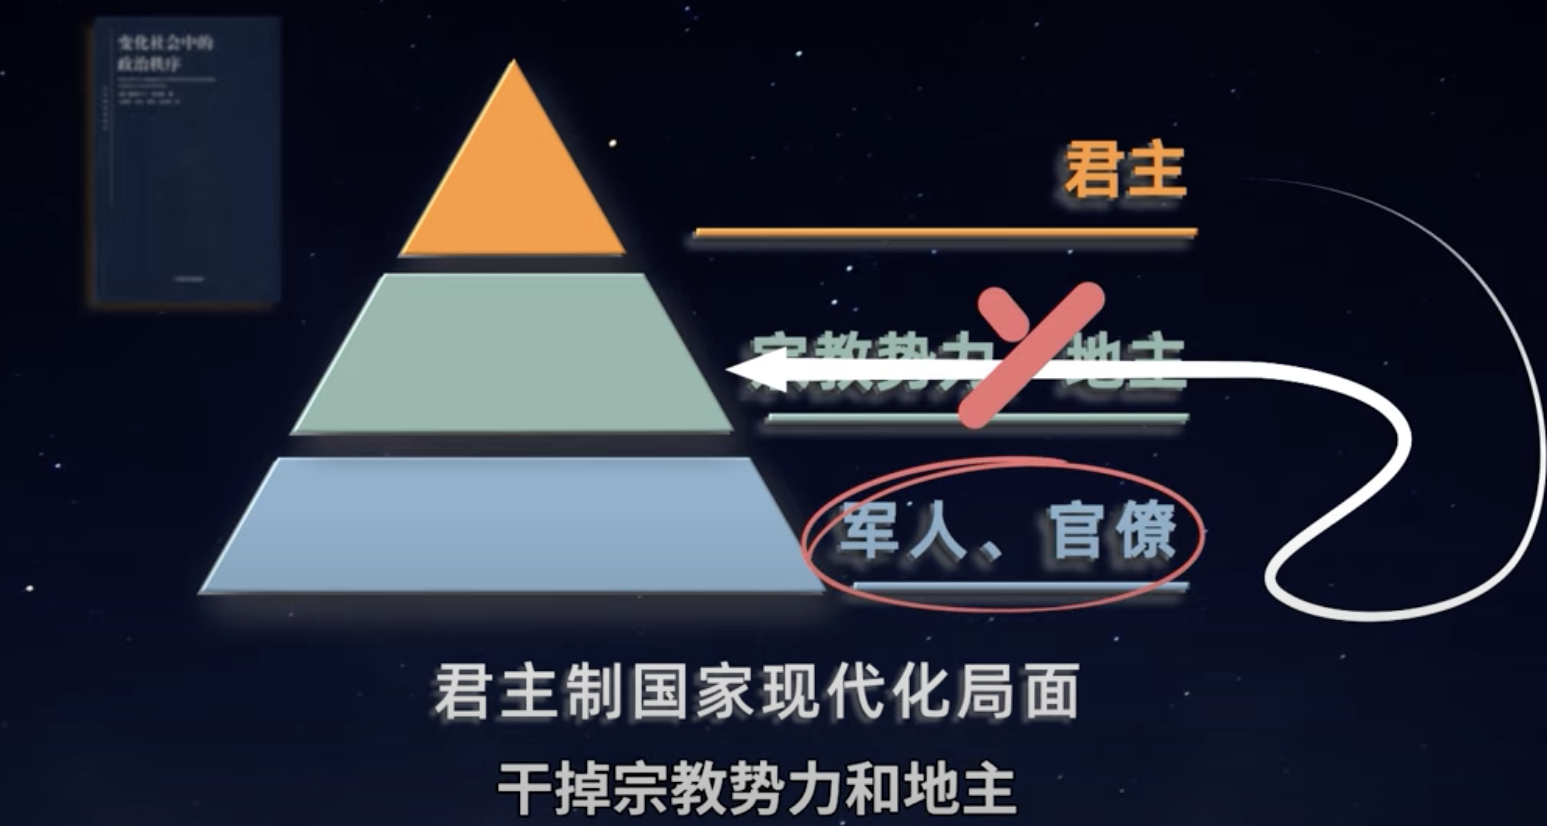 变化社会中的
政治秩序
君主
宗教势力 地主
军人、官僚
君主制国家现代化局面
干掉宗教势力和地主